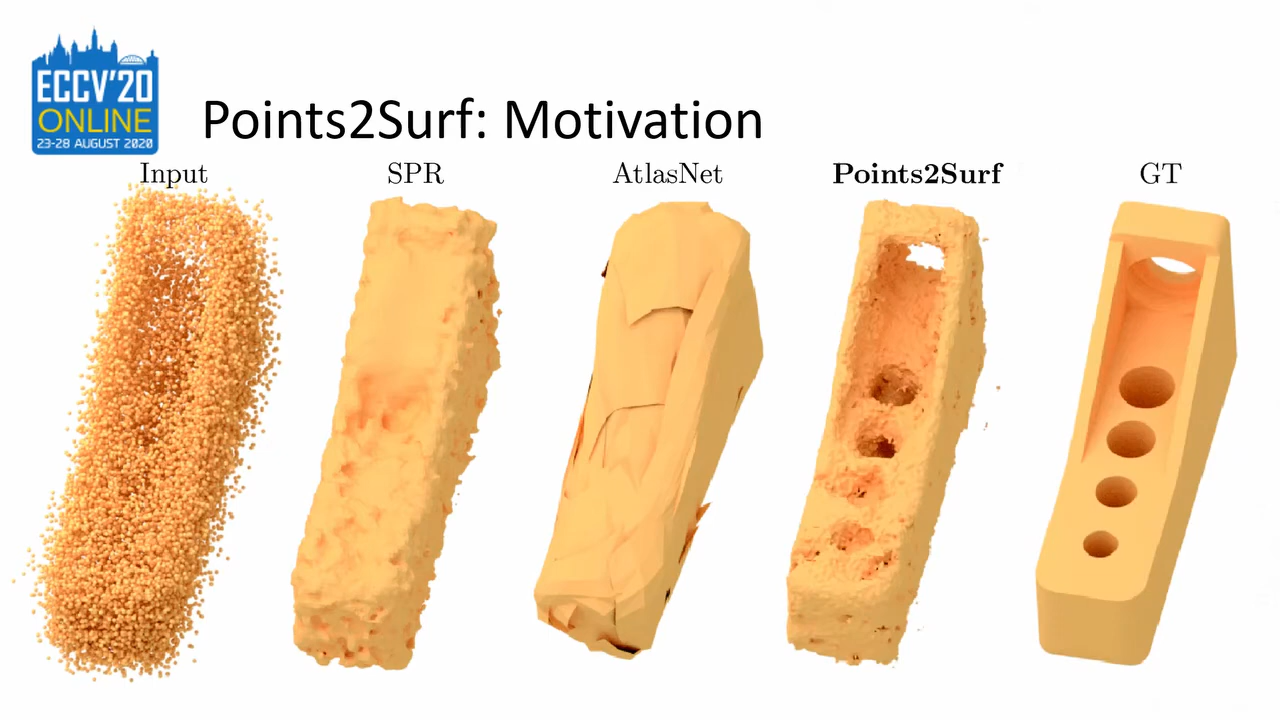 ECCV'20
ONLINE
23-28 AUGUST 2020
Points2Surf: Motivation
Input
SPR
AtlasNet
Points2Surf
GT